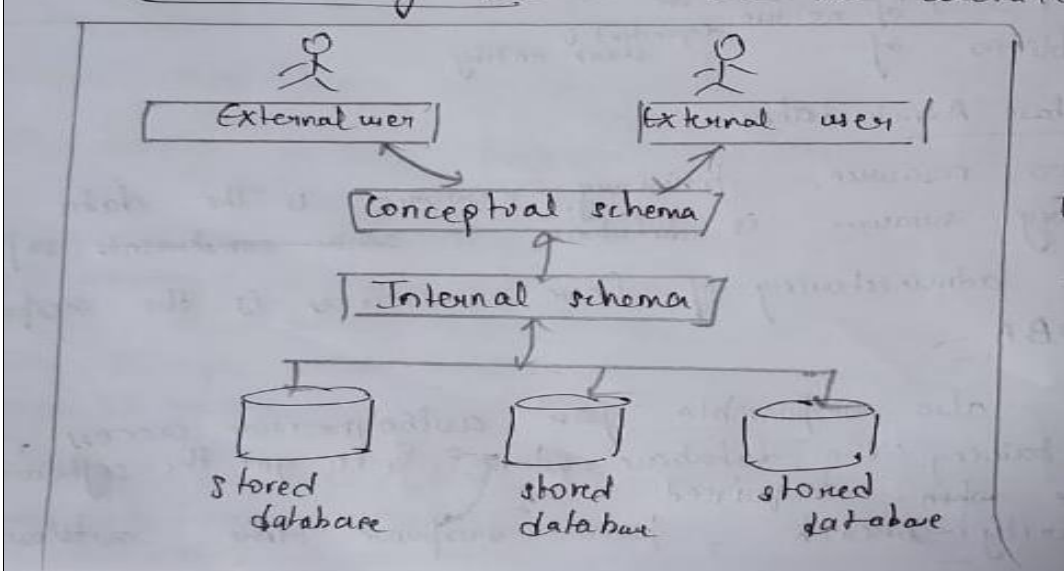 External user
External user
Conceptual schema
Internal schema
stored
database
stored
database
stored
database